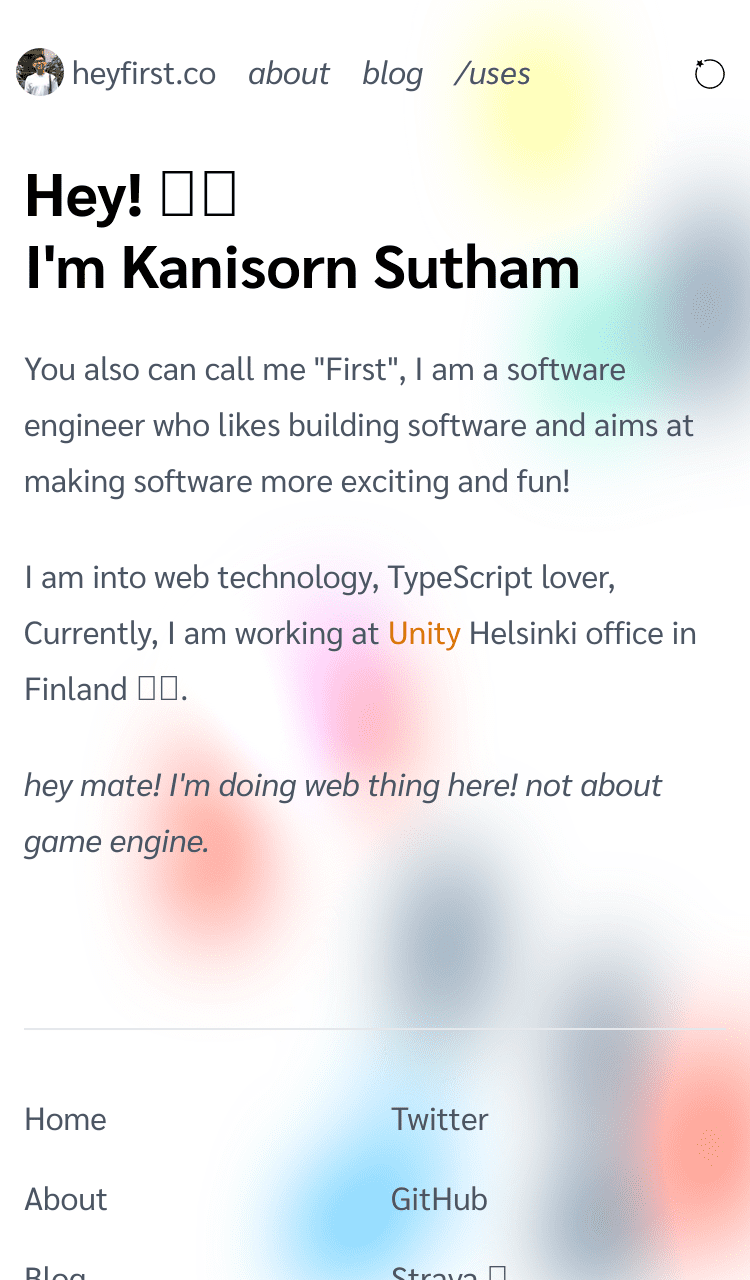 heyfirst.co about blog /uses
Hey! 
I'm Kanisorn Sutham
You also can call me "First", I am a software
engineer who likes building software and aims at
making software more exciting and fun!
I am into web technology, TypeScript lover,
Currently, I am working at Unity Helsinki office in
Finland .
hey mate! I'm doing web thing here! not about
game engine.
Home
Twitter
About
GitHub
Blog
Strava